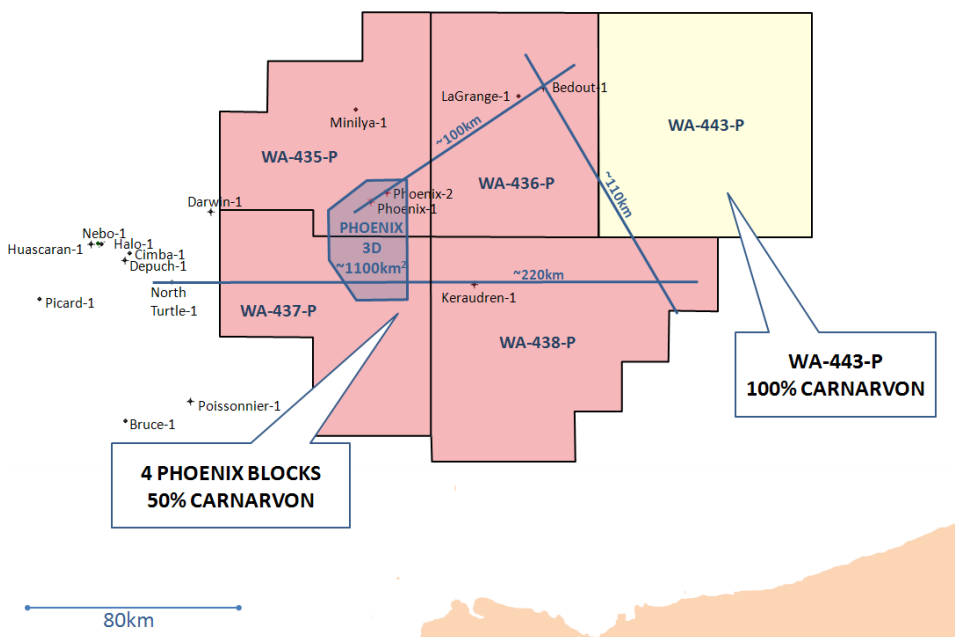 Bedout-1
LaGrange-1
Minilya-1
~100km
WA-443-P
WA-435-P
WA-436-P
~110km
Phoenix-2
Phoenix-1
Darwin-1
PHOENIX
3D
~1100km²
Nebo-1
Huascaran-1
Halo-1
Cimba-1
Depuch-1
~220km
Keraudren-1
North
Turtle-1
Picard-1
WA-437-P
WA-438-P
WA-443-P
100% CARNARVON
Poissonnier-1
Bruce-1
4 PHOENIX BLOCKS
50% CARNARVON
80km